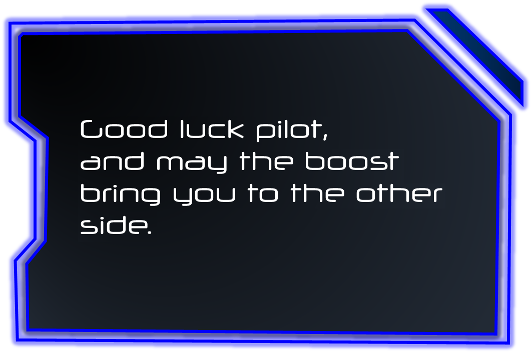 Good luck pilot,
and may the boost
bring you to the other
side.